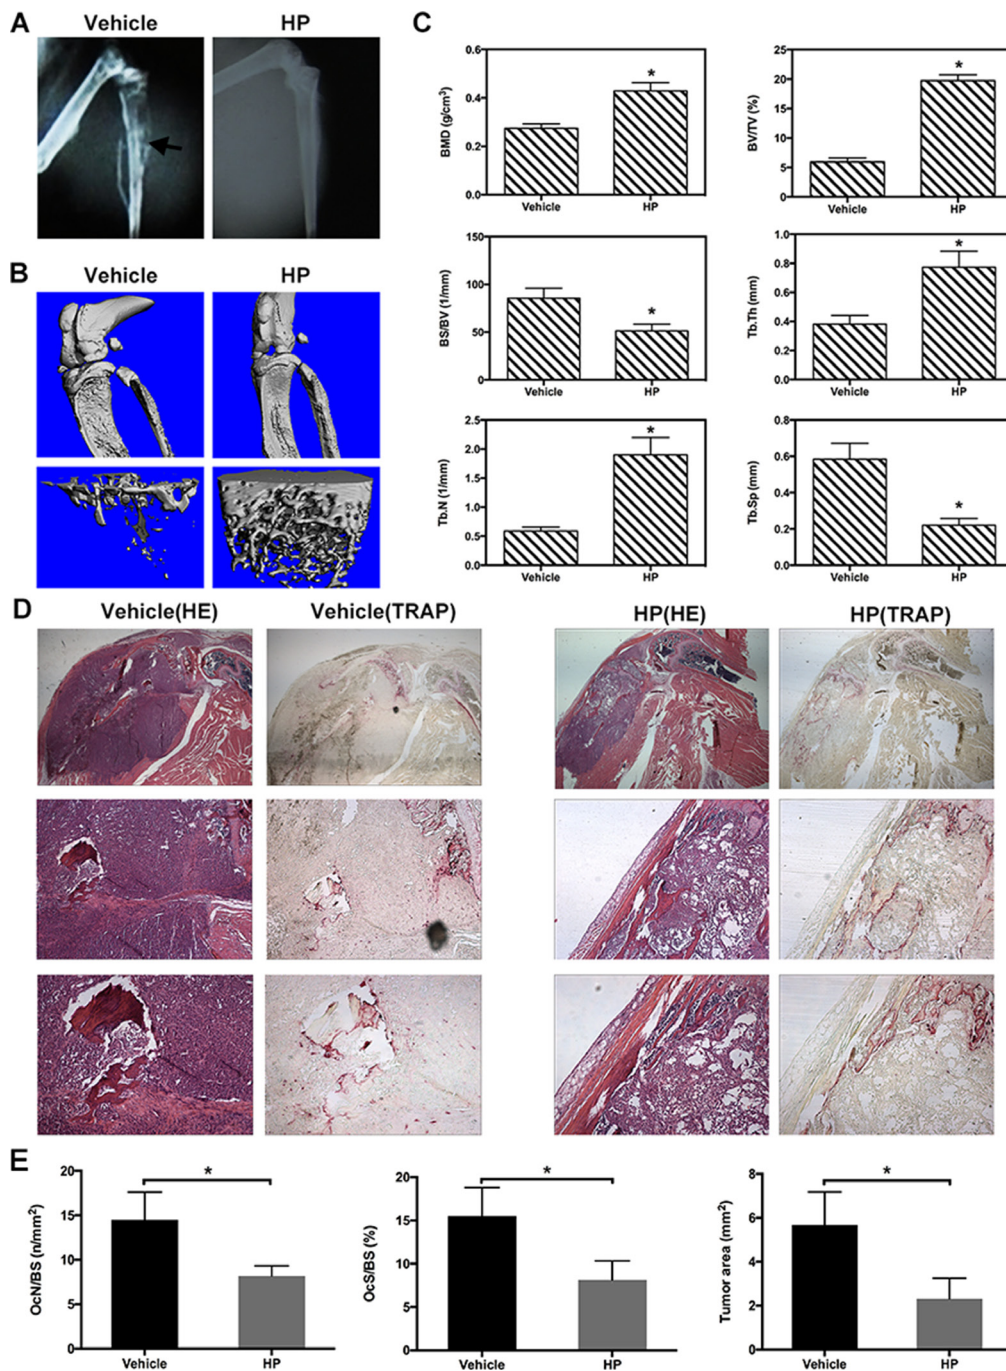 A
Vehicle
HP
B
Vehicle
HP
C
BMD (g/cm³)
0.6
0.4
0.2
0.0
Vehicle
HP
*
BV/TV (%)
25
20
15
10
5
0
Vehicle
HP
*
BS/BV (1/mm)
150
100
50
0
Vehicle
HP
*
Tb.Th (mm)
1.0
0.8
0.6
0.4
0.2
0.0
Vehicle
HP
*
Tb.N (1/mm)
2.5
2.0
1.5
1.0
0.5
0.0
Vehicle
HP
*
Tb.Sp (mm)
0.8
0.6
0.4
0.2
0.0
Vehicle
HP
*
D
Vehicle(HE)
Vehicle(TRAP)
HP(HE)
HP(TRAP)
E
OcN/BS (n/mm²)
20
15
10
5
0
Vehicle
HP
*
OcS/BS (%)
20
15
10
5
0
Vehicle
HP
*
Tumor area (mm²)
8
6
4
2
0
Vehicle
HP
*